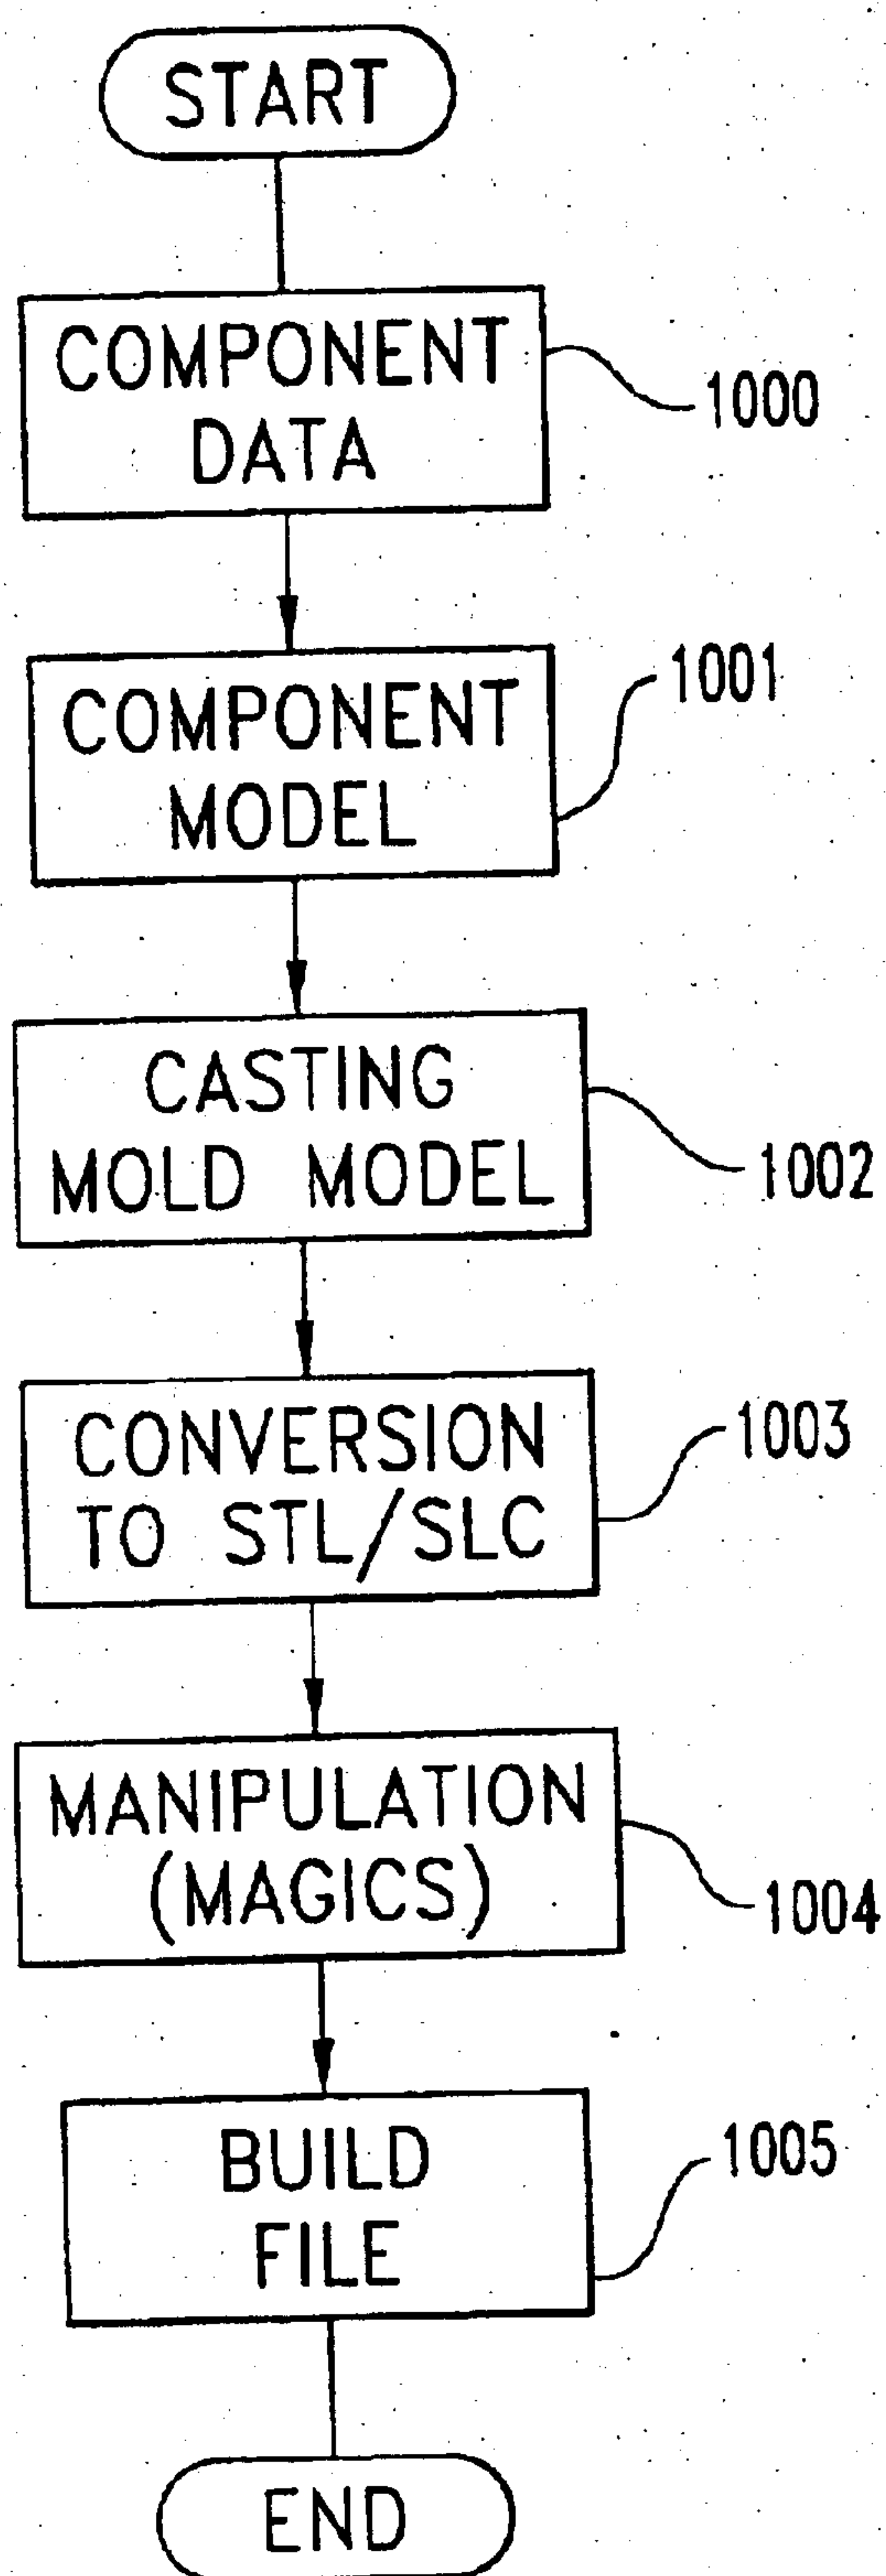 START
COMPONENT
DATA
1000
COMPONENT
MODEL
1001
CASTING
MOLD MODEL
1002
CONVERSION
TO STL/SLC
1003
MANIPULATION
(MAGICS)
1004
BUILD
FILE
1005
END